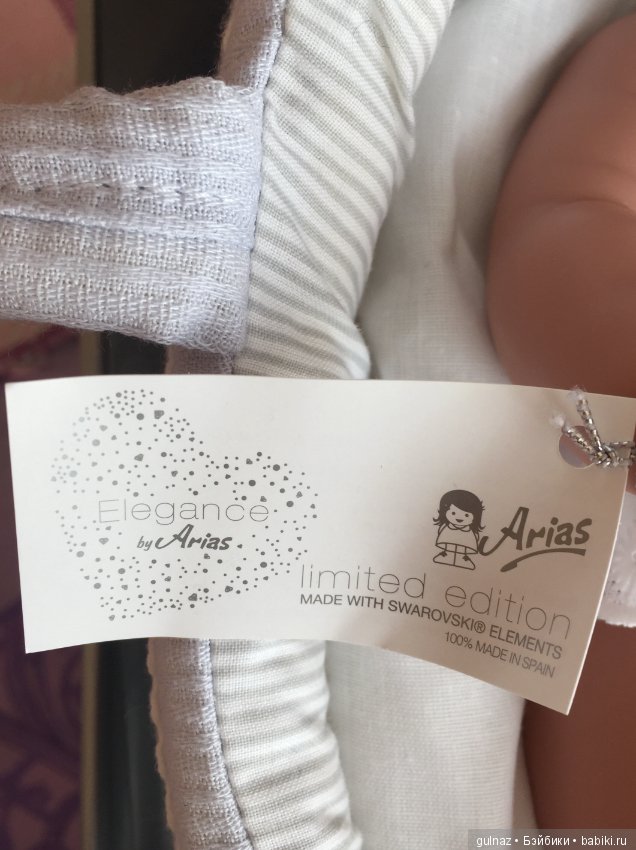 Elegance
by Arias
Arias
limited edition
MADE WITH SWAROVSKI® ELEMENTS
100% MADE IN SPAIN
gulnaz • Бэйбики • babiki.ru